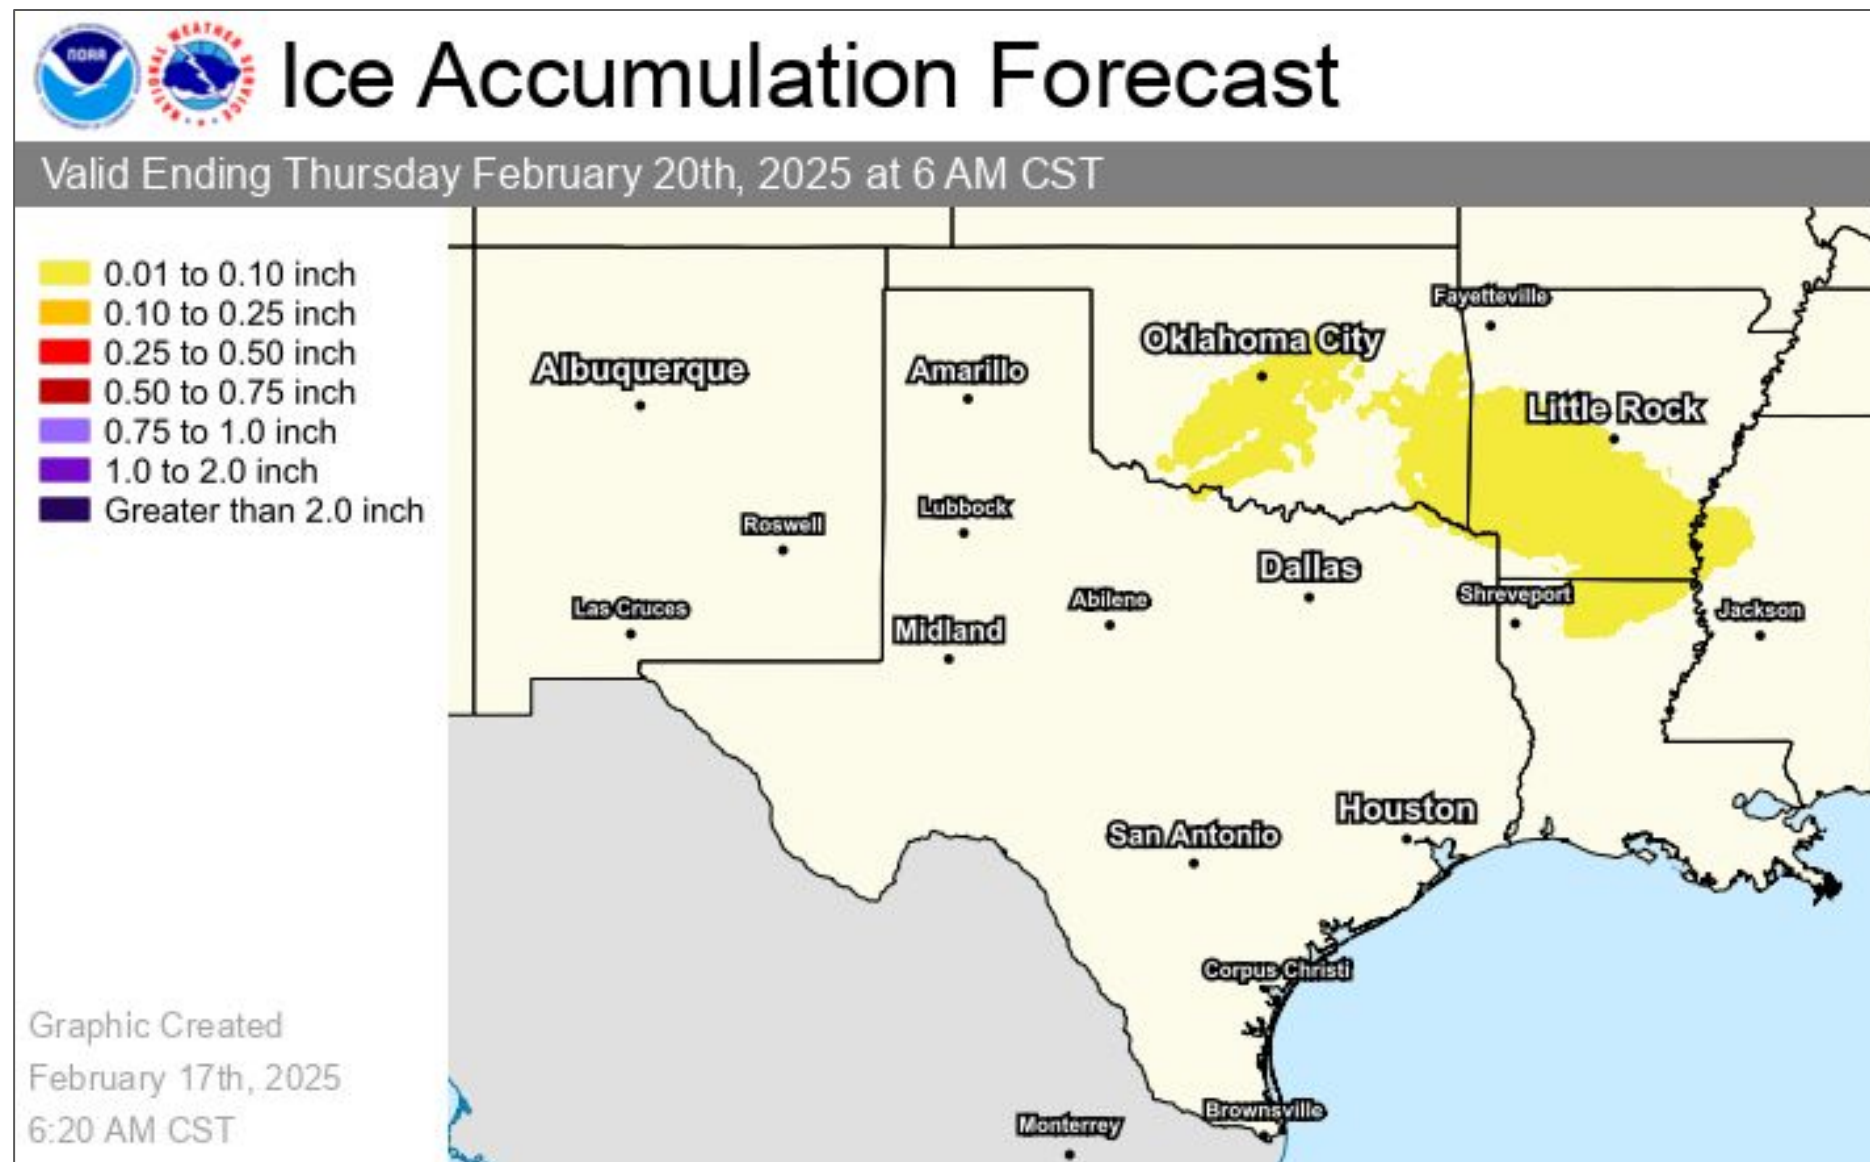 NOAA
NATIONAL WEATHER SERVICE
Ice Accumulation Forecast
Valid Ending Thursday February 20th, 2025 at 6 AM CST
0.01 to 0.10 inch
0.10 to 0.25 inch
0.25 to 0.50 inch
0.50 to 0.75 inch
0.75 to 1.0 inch
1.0 to 2.0 inch
Greater than 2.0 inch
Fayetteville
Oklahoma City
Albuquerque
Amarillo
Little Rock
Lubbock
Roswell
Dallas
Shreveport
Abilene
Las Cruces
Jackson
Midland
Houston
San Antonio
Corpus Christi
Brownsville
Monterrey
Graphic Created
February 17th, 2025
6:20 AM CST